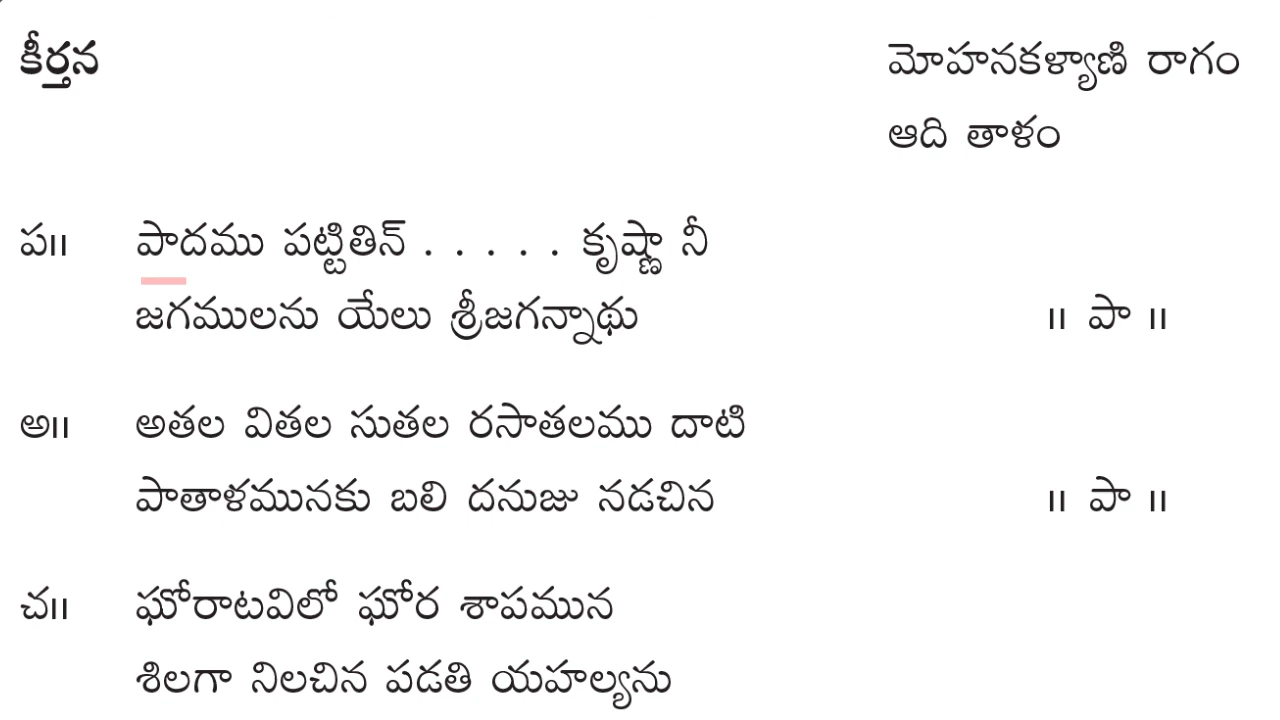 కీర్తన మోహనకళ్యాణి రాగం
ఆది తాళం
ప॥ పాదము పట్టితిన్ . . . . . కృష్ణా నీ
జగములను యేలు శ్రీజగన్నాథు ॥ పా ॥
అ॥ అతల వితల సుతల రసాతలము దాటి
పాతాళమునకు బలి దనుజు నడచిన ॥ పా ॥
చ॥ ఘోరాటవిలో ఘోర శాపమున
శిలగా నిలచిన పడతి యహల్యను